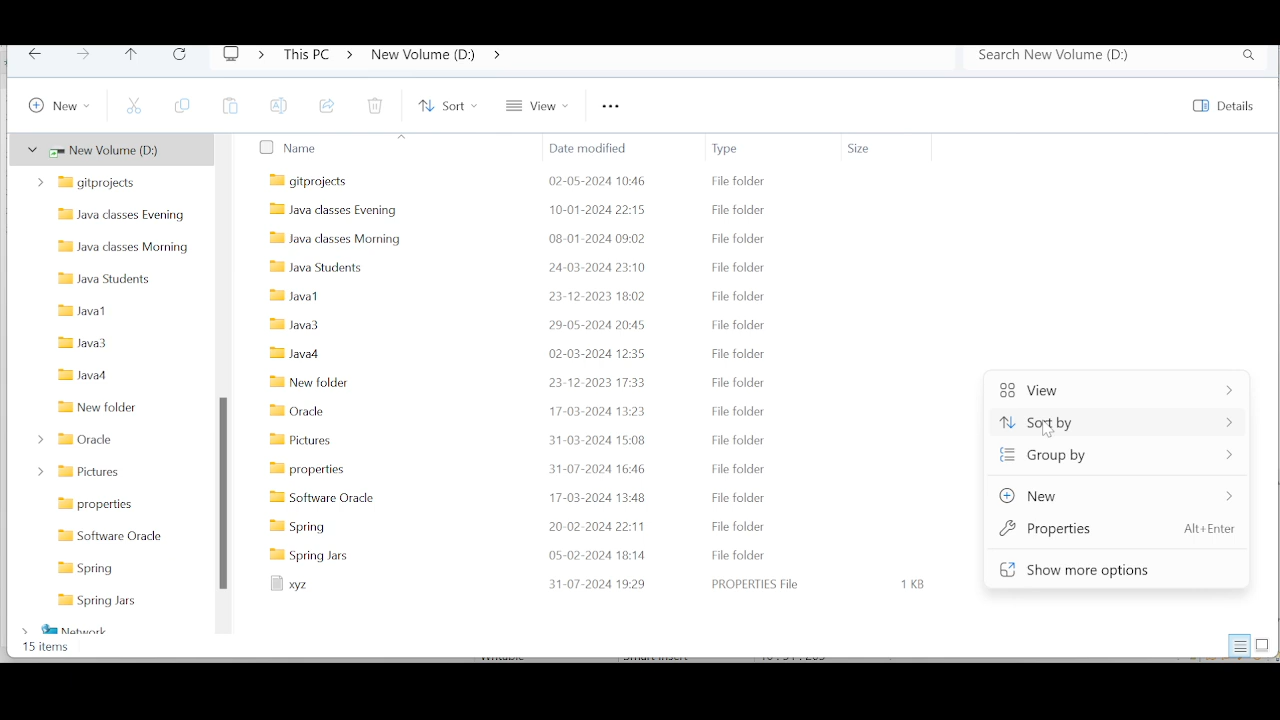 This PC New Volume (D:) Search New Volume (D:)
New Sort View Details
New Volume (D:)
gitprojects
Java classes Evening
Java classes Morning
Java Students
Java1
Java3
Java4
New folder
Oracle
Pictures
properties
Software Oracle
Spring
Spring Jars
Network
Name Date modified Type Size
gitprojects 02-05-2024 10:46 File folder
Java classes Evening 10-01-2024 22:15 File folder
Java classes Morning 08-01-2024 09:02 File folder
Java Students 24-03-2024 23:10 File folder
Java1 23-12-2023 18:02 File folder
Java3 29-05-2024 20:45 File folder
Java4 02-03-2024 12:35 File folder
New folder 23-12-2023 17:33 File folder
Oracle 17-03-2024 13:23 File folder
Pictures 31-03-2024 15:08 File folder
properties 31-07-2024 16:46 File folder
Software Oracle 17-03-2024 13:48 File folder
Spring 20-02-2024 22:11 File folder
Spring Jars 05-02-2024 18:14 File folder
xyz 31-07-2024 19:29 PROPERTIES File 1 KB
View
Sort by
Group by
New
Properties Alt+Enter
Show more options
15 items